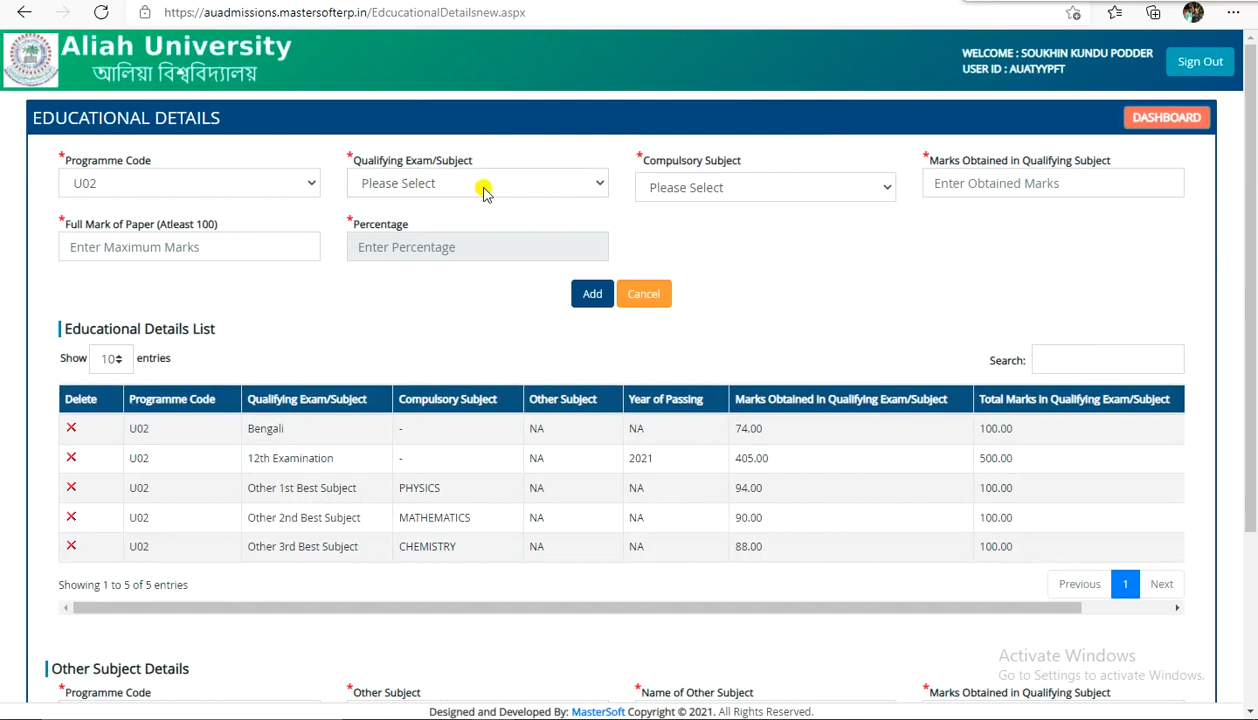 https://auadmissions.mastersofterp.in/EdcucationalDetailsnew.aspx
Aliah University
আলিয়া বিশ্ববিদ্যালয়
WELCOME : SOUKHIN KUNDU PODDER
USER ID : AUATYYPFT
Sign Out
EDUCATIONAL DETAILS
DASHBOARD
*Programme Code
*Qualifying Exam/Subject
*Compulsory Subject
*Marks Obtained in Qualifying Subject
U02
Please Select
Please Select
Enter Obtained Marks
*Full Mark of Paper (Atleast 100)
*Percentage
Enter Maximum Marks
Enter Percentage
Add
Cancel
Educational Details List
Show 10 entries
Search:
Delete Programme Code Qualifying Exam/Subject Compulsory Subject Other Subject Year of Passing Marks Obtained in Qualifying Exam/Subject Total Marks in Qualifying Exam/Subject
U02 Bengali - NA NA 74.00 100.00
U02 12th Examination - NA 2021 405.00 500.00
U02 Other 1st Best Subject PHYSICS NA NA 94.00 100.00
U02 Other 2nd Best Subject MATHEMATICS NA NA 90.00 100.00
U02 Other 3rd Best Subject CHEMISTRY NA NA 88.00 100.00
Showing 1 to 5 of 5 entries
Previous 1 Next
Other Subject Details
*Programme Code
*Other Subject
*Name of Other Subject
*Marks Obtained in Qualifying Subject
Activate Windows
Go to Settings to activate Windows.
Designed and Developed By: MasterSoft Copyright © 2021. All Rights Reserved.